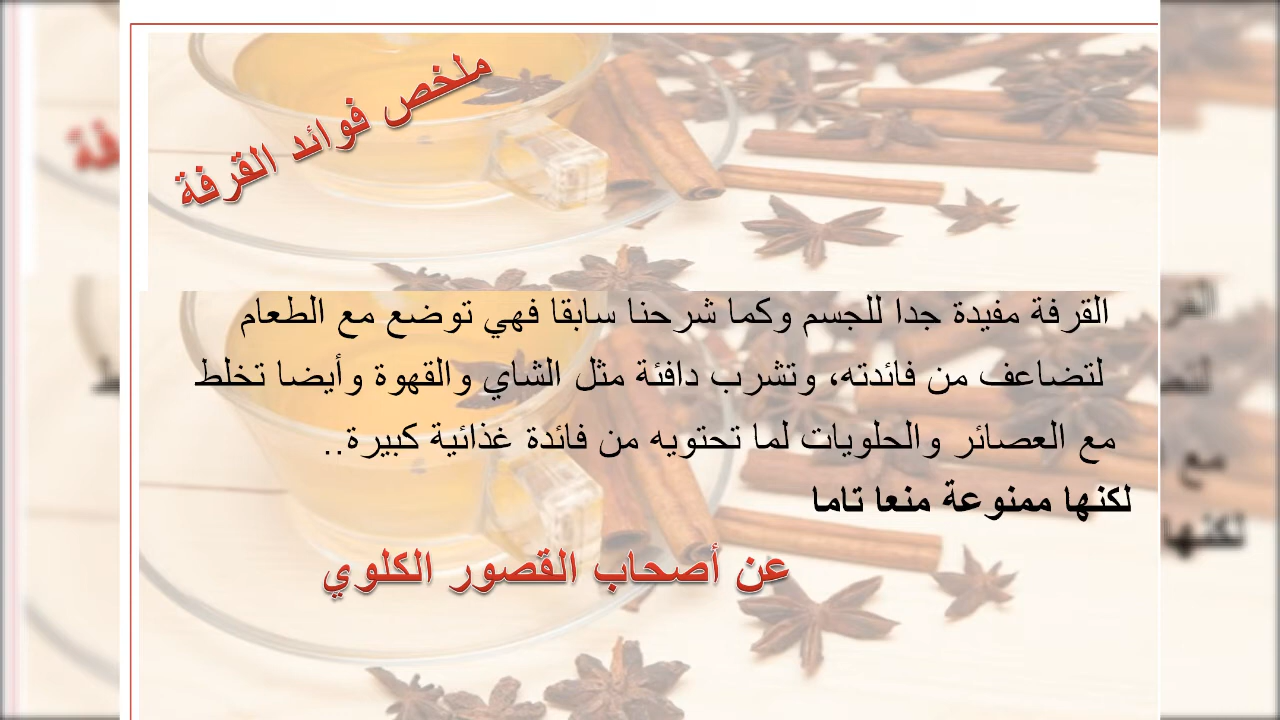 ملخص فوائد القرفة
القرفة مفيدة جدا للجسم وكما شرحنا سابقا فهي توضع مع الطعام
لتضاعف من فائدته، وتشرب دافئة مثل الشاي والقهوة وأيضا تخلط
مع العصائر والحلويات لما تحتويه من فائدة غذائية كبيرة..
لكنها ممنوعة منعا تاما
عن أصحاب القصور الكلوي